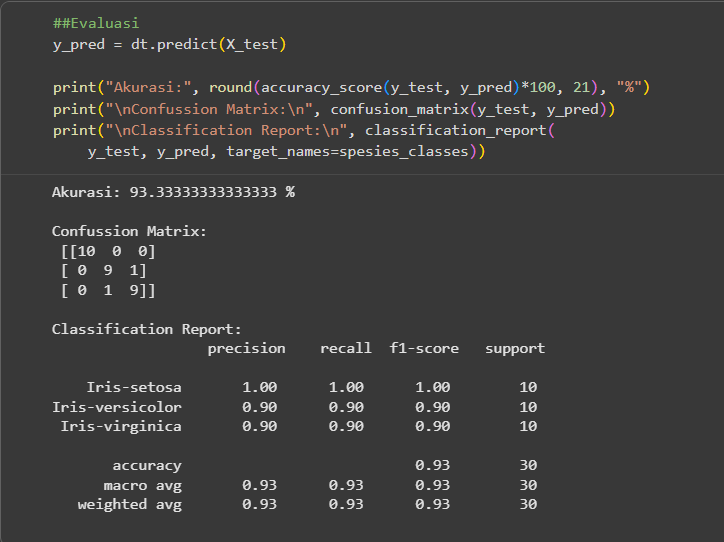 ##Evaluasi
y_pred = dt.predict(X_test)
print("Akurasi:", round(accuracy_score(y_test, y_pred)*100, 21), "%")
print("\nConfussion Matrix:\n", confusion_matrix(y_test, y_pred))
print("\nClassification Report:\n", classification_report(
    y_test, y_pred, target_names=spesies_classes))
Akurasi: 93.33333333333333 %
Confussion Matrix:
 [[10  0  0]
 [ 0  9  1]
 [ 0  1  9]]
Classification Report:
                  precision    recall  f1-score   support
    Iris-setosa       1.00      1.00      1.00        10
Iris-versicolor       0.90      0.90      0.90        10
 Iris-virginica       0.90      0.90      0.90        10
       accuracy                           0.93        30
      macro avg       0.93      0.93      0.93        30
   weighted avg       0.93      0.93      0.93        30